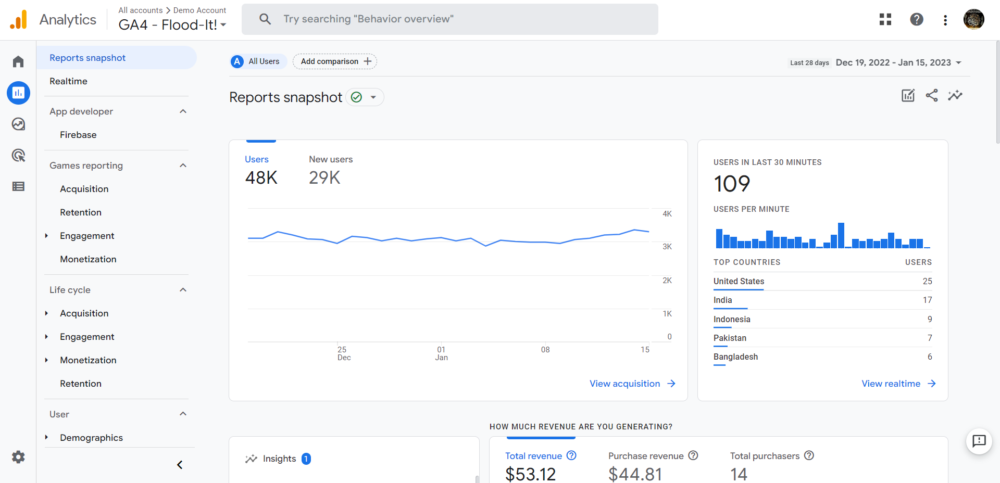 Analytics
All accounts > Demo Account
GA4 - Flood-It!
Try searching "Behavior overview"
Reports snapshot
Realtime
App developer
Firebase
Games reporting
Acquisition
Retention
Engagement
Monetization
Life cycle
Acquisition
Engagement
Monetization
Retention
User
Demographics
A All Users
Add comparison +
Last 28 days Dec 19, 2022 - Jan 15, 2023
Reports snapshot
Users New users
48K 29K
4K
3K
2K
1K
0
25 01 08 15
Dec Jan
View acquisition
USERS IN LAST 30 MINUTES
109
USERS PER MINUTE
TOP COUNTRIES USERS
United States 25
India 17
Indonesia 9
Pakistan 7
Bangladesh 6
View realtime
Insights 1
HOW MUCH REVENUE ARE YOU GENERATING?
Total revenue Purchase revenue Total purchasers
$53.12 $44.81 14